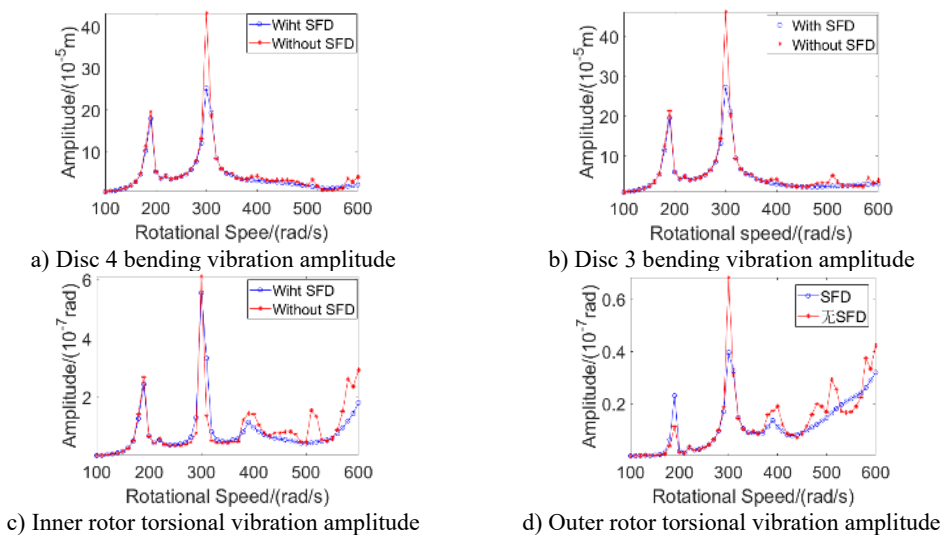 Amplitude/(10⁻⁵m)
40
30
20
10
100 200 300 400 500 600
Rotational Spee/(rad/s)
Wiht SFD
Without SFD
a) Disc 4 bending vibration amplitude
Amplitude/(10⁻⁵m)
40
30
20
10
100 200 300 400 500 600
Rotational speed/(rad/s)
With SFD
Without SFD
b) Disc 3 bending vibration amplitude
Amplitude/(10⁻⁷rad)
6
4
2
100 200 300 400 500 600
Rotational Speed/(rad/s)
Wiht SFD
Without SFD
c) Inner rotor torsional vibration amplitude
Amplitude/(10⁻⁷rad)
0.6
0.4
0.2
100 200 300 400 500 600
Rotational Speed/(rad/s)
SFD
无SFD
d) Outer rotor torsional vibration amplitude